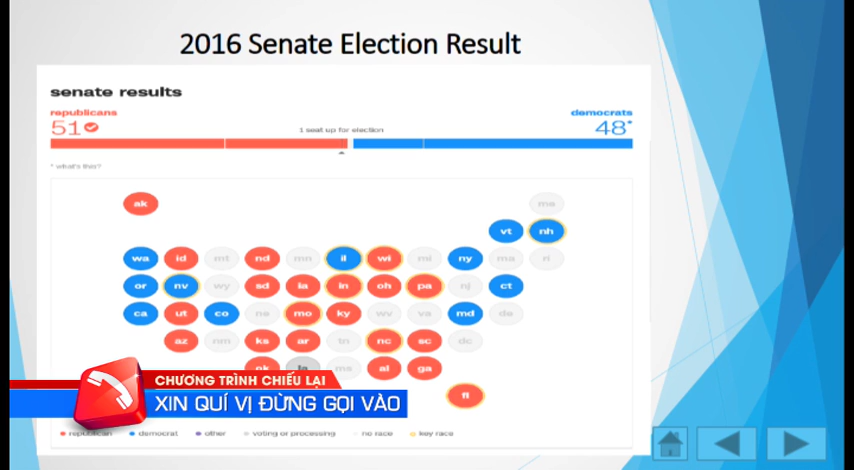 2016 Senate Election Result
senate results
republicans
democrats
51
1 seat up for election
48*
* what's this?
ak
me
vt nh
wa id mt nd mn il wi mi ny ma ri
or nv wy sd ia in oh pa nj ct
ca ut co ne mo ky wv va md de
az nm ks ar tn nc sc dc
ok la ms al ga
fl
CHƯƠNG TRÌNH CHIẾU LẠI
XIN QUÍ VỊ ĐỪNG GỌI VÀO
republican democrat other voting or processing no race key race